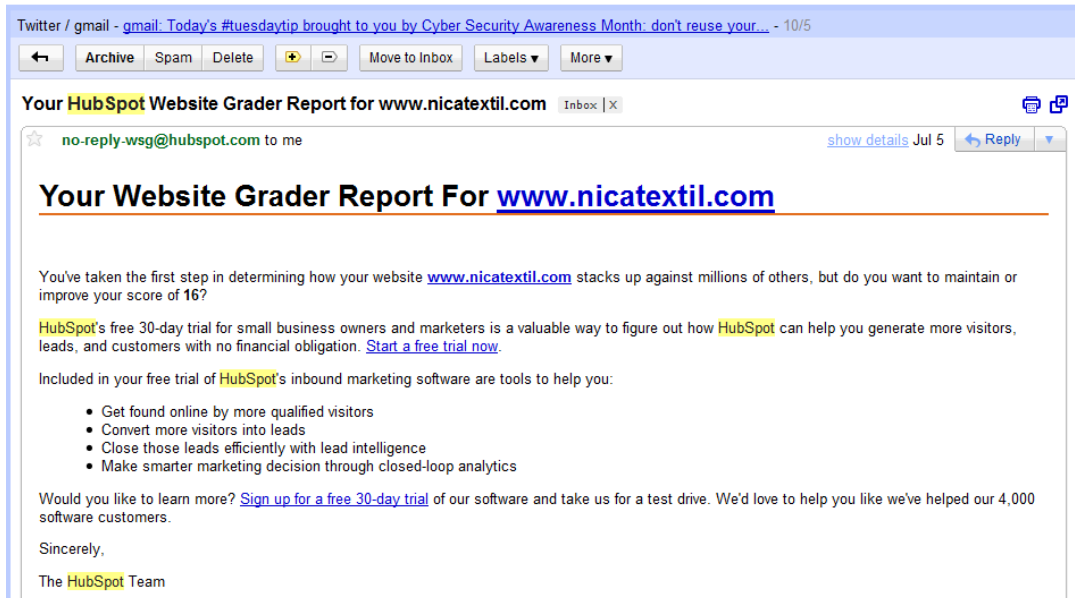 Twitter / gmail - gmail: Today's #tuesdaytip brought to you by Cyber Security Awareness Month: don't reuse your... - 10/5
Archive Spam Delete Move to Inbox Labels ▾ More ▾
Your HubSpot Website Grader Report for www.nicatextil.com Inbox | X
no-reply-wsg@hubspot.com to me show details Jul 5 Reply
Your Website Grader Report For www.nicatextil.com
You've taken the first step in determining how your website www.nicatextil.com stacks up against millions of others, but do you want to maintain or
improve your score of 16?
HubSpot's free 30-day trial for small business owners and marketers is a valuable way to figure out how HubSpot can help you generate more visitors,
leads, and customers with no financial obligation. Start a free trial now.
Included in your free trial of HubSpot's inbound marketing software are tools to help you:
• Get found online by more qualified visitors
• Convert more visitors into leads
• Close those leads efficiently with lead intelligence
• Make smarter marketing decision through closed-loop analytics
Would you like to learn more? Sign up for a free 30-day trial of our software and take us for a test drive. We'd love to help you like we've helped our 4,000
software customers.
Sincerely,
The HubSpot Team